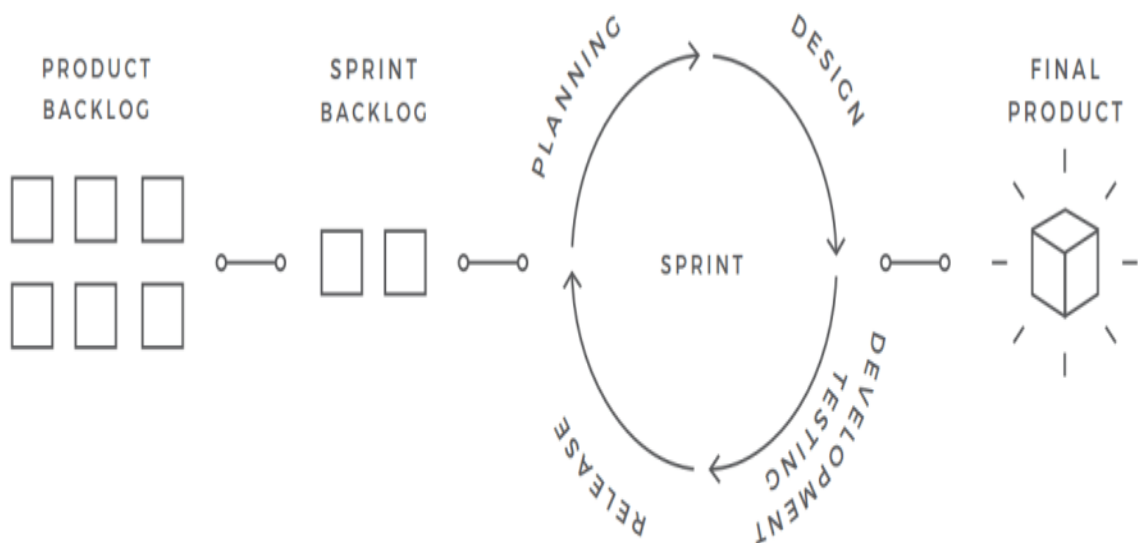 PRODUCT
BACKLOG
SPRINT
BACKLOG
PLANNING
DESIGN
SPRINT
DEVELOPMENT
TESTING
RELEASE
FINAL
PRODUCT